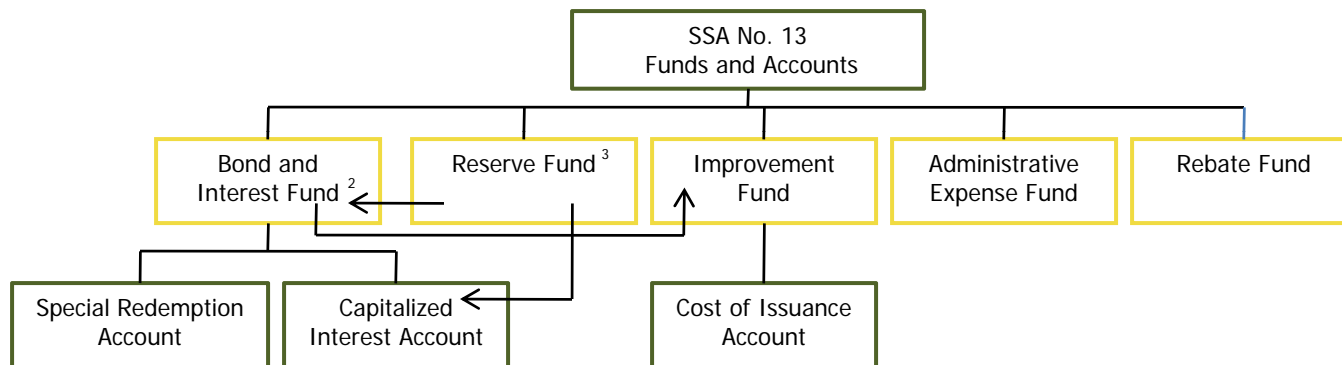 SSA No. 13
Funds and Accounts
Bond and
Interest Fund 2
Reserve Fund 3
Improvement
Fund
Administrative
Expense Fund
Rebate Fund
Special Redemption
Account
Capitalized
Interest Account
Cost of Issuance
Account